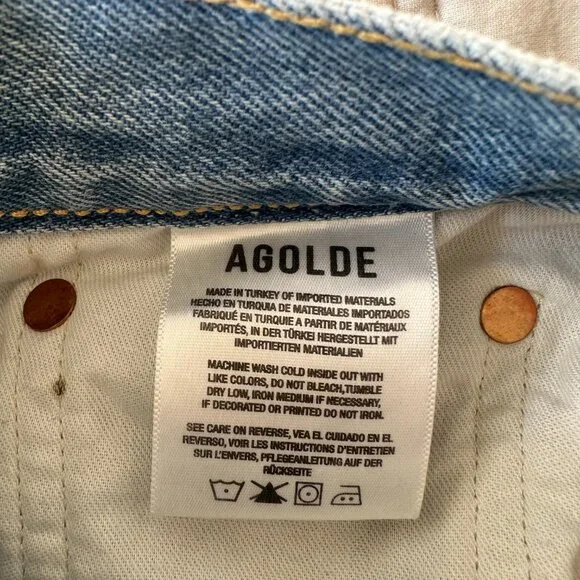 AGOLDE
MADE IN TURKEY OF IMPORTED MATERIALS
HECHO EN TURQUIA DE MATERIALES IMPORTADOS
FABRIQUÉ EN TURQUIE A PARTIR DE MATÉRIAUX
IMPORTÉS, IN DER TÜRKEI HERGESTELLT MIT
IMPORTIERTEN MATERIALIEN
MACHINE WASH COLD INSIDE OUT WITH
LIKE COLORS, DO NOT BLEACH,TUMBLE
DRY LOW, IRON MEDIUM IF NECESSARY,
IF DECORATED OR PRINTED DO NOT IRON.
SEE CARE ON REVERSE, VEA EL CUIDADO EN EL
REVERSO, VOIR LES INSTRUCTIONS D'ENTRETIEN
SUR L'ENVERS, PFLEGEANLEITUNG AUF DER
RÜCKSEITE